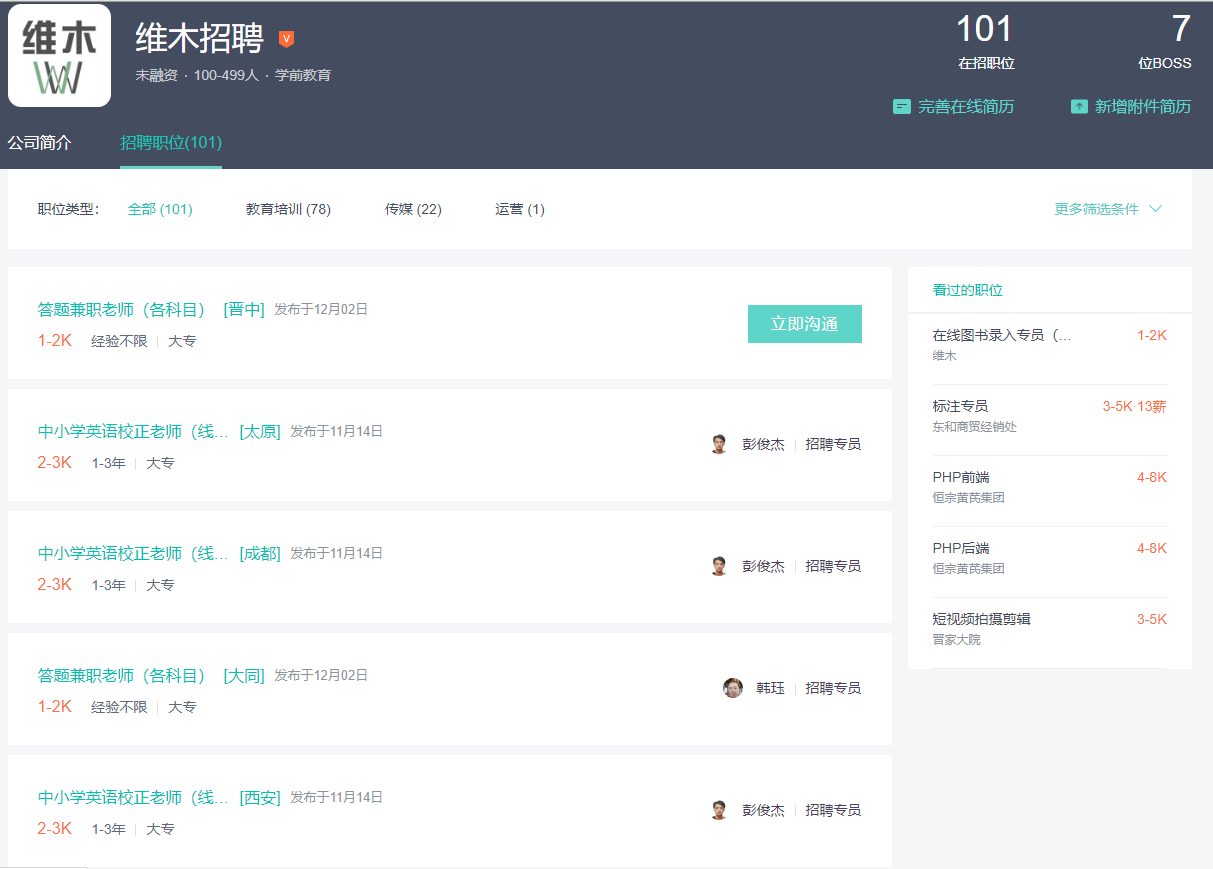 维木
维木招聘 V
101
7
未融资 · 100-499人 · 学前教育
在招职位
位BOSS
完善在线简历
新增附件简历
公司简介
招聘职位(101)
职位类型：
全部 (101)
教育培训 (78)
传媒 (22)
运营 (1)
更多筛选条件
答题兼职老师（各科目） [晋中] 发布于12月02日
1-2K 经验不限 大专
立即沟通
中小学英语校正老师（线... [太原] 发布于11月14日
2-3K 1-3年 大专
彭俊杰 招聘专员
中小学英语校正老师（线... [成都] 发布于11月14日
2-3K 1-3年 大专
彭俊杰 招聘专员
答题兼职老师（各科目） [大同] 发布于12月02日
1-2K 经验不限 大专
韩珏 招聘专员
中小学英语校正老师（线... [西安] 发布于11月14日
2-3K 1-3年 大专
彭俊杰 招聘专员
看过的职位
在线图书录入专员（... 1-2K
维木
标注专员 3-5K·13薪
东和商贸经销处
PHP前端 4-8K
恒宗黄芪集团
PHP后端 4-8K
恒宗黄芪集团
短视频拍摄剪辑 3-5K
晋家大院